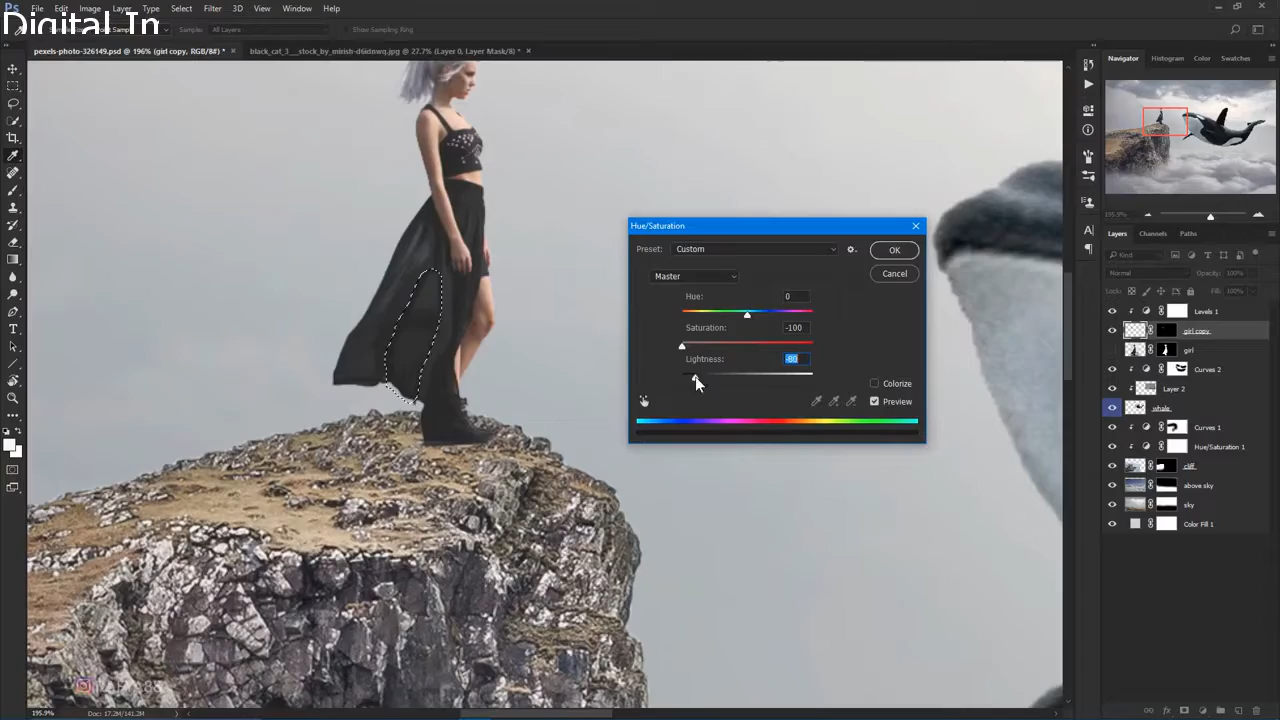 Ps File Edit Image Layer Type Select Filter 3D View Window Help
Digital In
Sample: All Layers Show Sampling Ring
pexels-photo-326149.psd @ 196% (girl copy, RGB/8#) * × black_cat_3___stock_by_mirish-d6idowq.jpg @ 27.7% (Layer 0, Layer Mask/8) * ×
Navigator Histogram Color Swatches
195.9%
Layers Channels Paths
Kind
Normal Opacity: 100%
Lock: Fill: 100%
Levels 1
girl copy
girl
Curves 2
Layer 2
whale
Curves 1
Hue/Saturation 1
cliff
above sky
sky
Color Fill 1
Hue/Saturation
Preset: Custom
OK
Cancel
Master
Hue: 0
Saturation: -100
Lightness: -80
Colorize
Preview
195.9% Doc: 17.2M/141.2M
fx